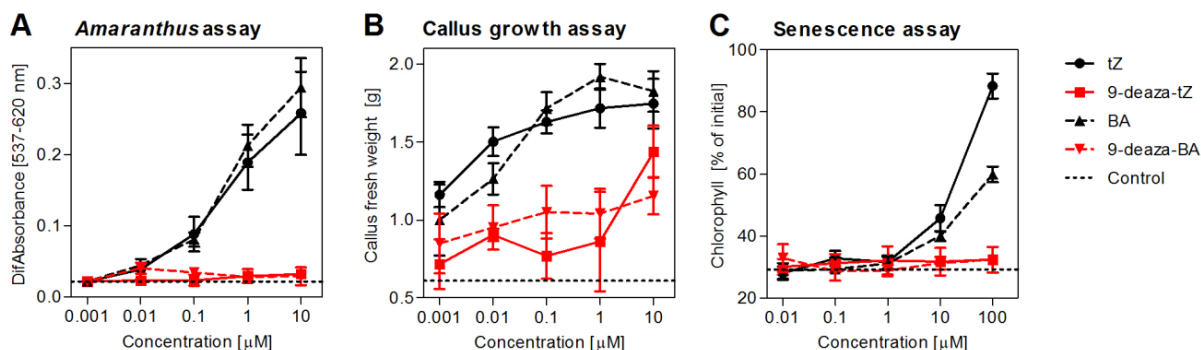 A Amaranthus assay
DifAbsorbance [537-620 nm]
0.3
0.2
0.1
0.0
0.001 0.01 0.1 1 10
Concentration [µM]
B Callus growth assay
Callus fresh weight [g]
2.0
1.5
1.0
0.5
0.001 0.01 0.1 1 10
Concentration [µM]
C Senescence assay
Chlorophyll [% of initial]
100
80
60
40
20
0.01 0.1 1 10 100
Concentration [µM]
tZ
9-deaza-tZ
BA
9-deaza-BA
Control